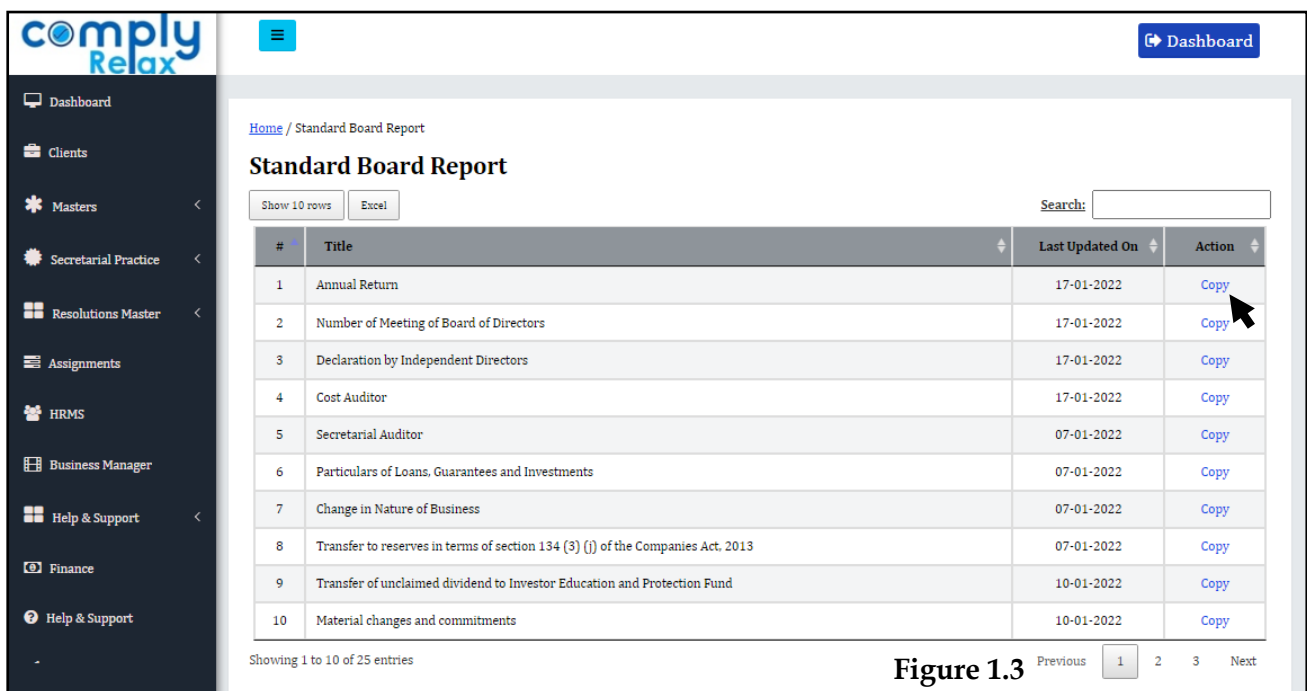 comply
Relax
Dashboard
Dashboard
Clients
Masters
Secretarial Practice
Resolutions Master
Assignments
HRMS
Business Manager
Help & Support
Finance
Help & Support
Home / Standard Board Report
Standard Board Report
Show 10 rows Excel Search:
# Title Last Updated On Action
1 Annual Return 17-01-2022 Copy
2 Number of Meeting of Board of Directors 17-01-2022 Copy
3 Declaration by Independent Directors 17-01-2022 Copy
4 Cost Auditor 17-01-2022 Copy
5 Secretarial Auditor 07-01-2022 Copy
6 Particulars of Loans, Guarantees and Investments 07-01-2022 Copy
7 Change in Nature of Business 07-01-2022 Copy
8 Transfer to reserves in terms of section 134 (3) (j) of the Companies Act, 2013 07-01-2022 Copy
9 Transfer of unclaimed dividend to Investor Education and Protection Fund 10-01-2022 Copy
10 Material changes and commitments 10-01-2022 Copy
Showing 1 to 10 of 25 entries Figure 1.3 Previous 1 2 3 Next